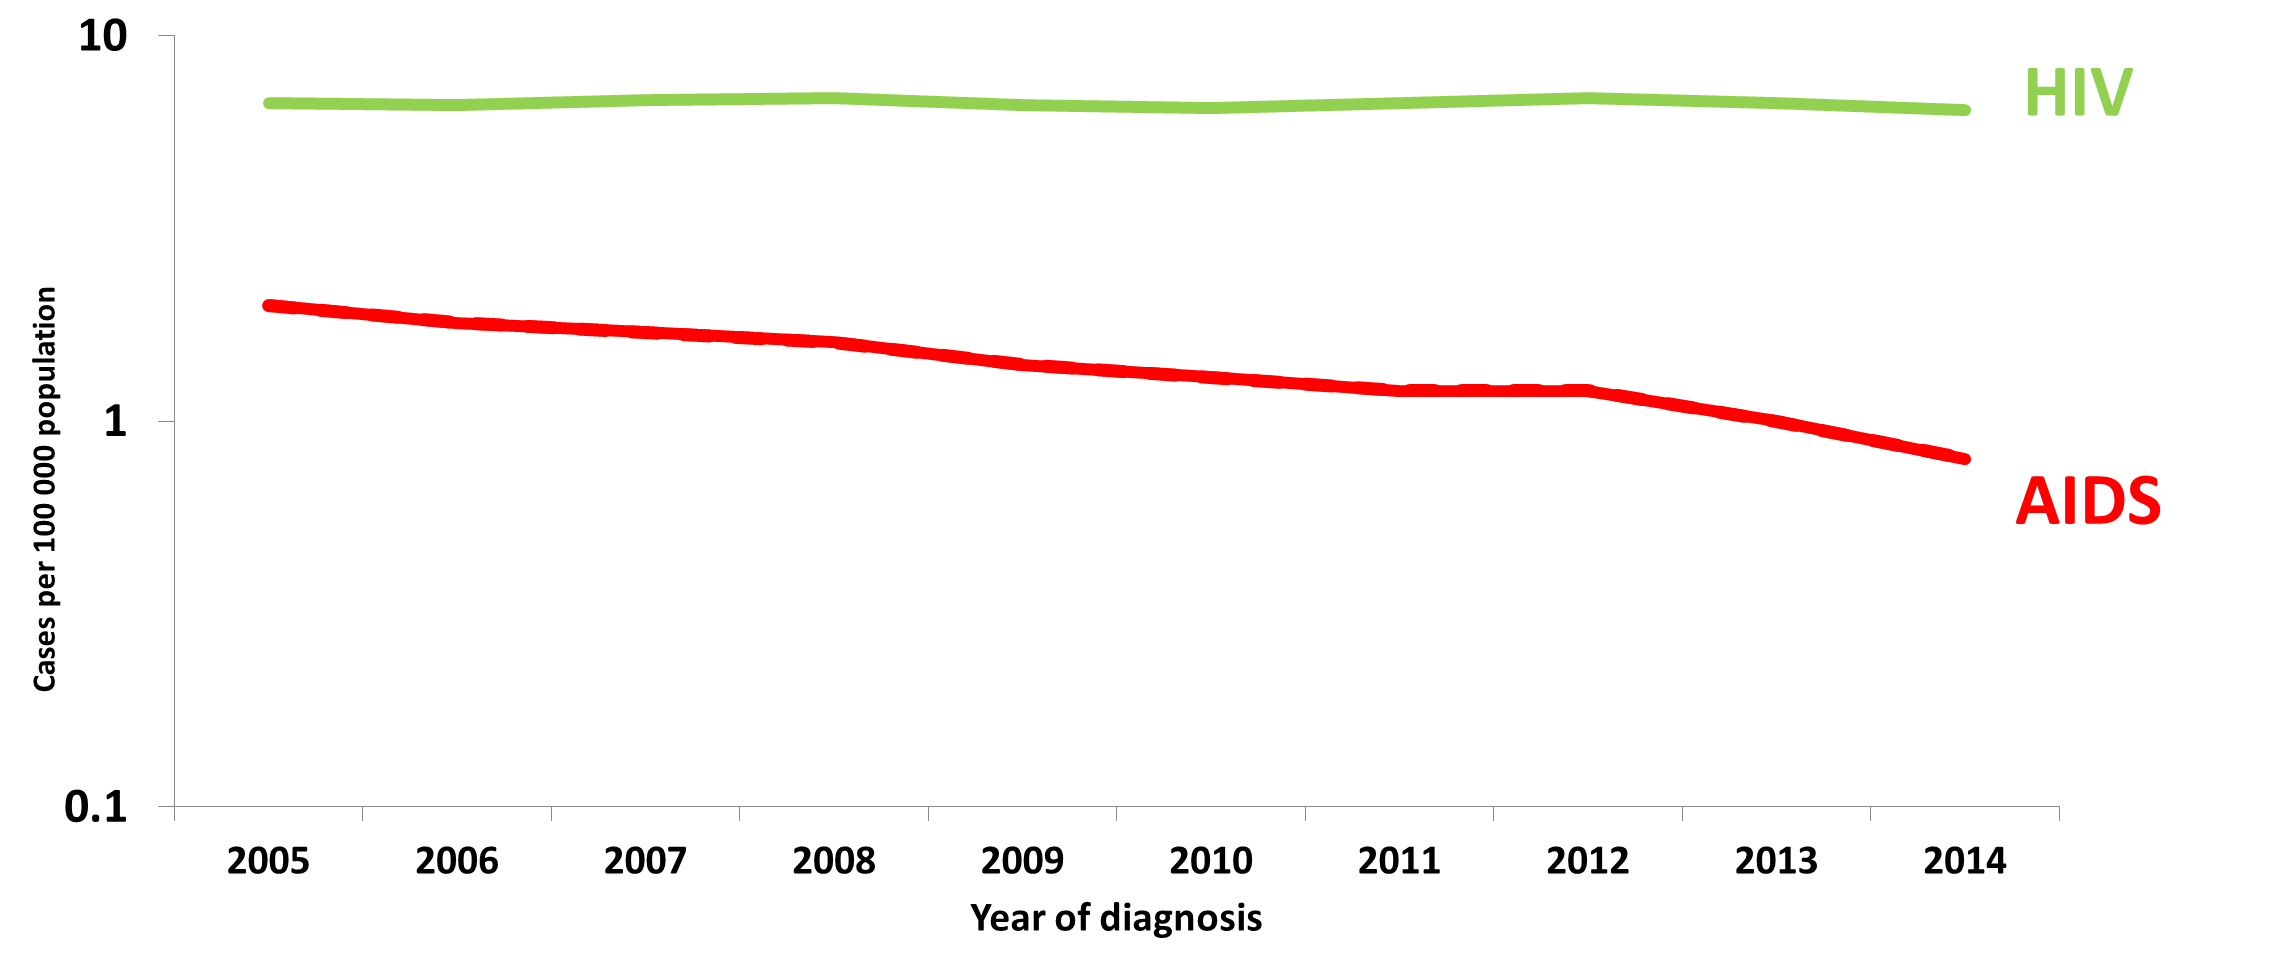 10
HIV
Cases per 100 000 population
1
AIDS
0.1
2005 2006 2007 2008 2009 2010 2011 2012 2013 2014
Year of diagnosis